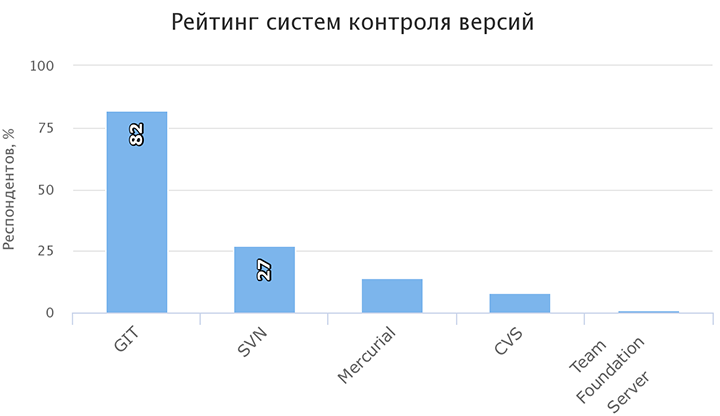 Рейтинг систем контроля версий
Респондентов, %
100
75
50
25
0
82
27
GIT
SVN
Mercurial
CVS
Team
Foundation
Server